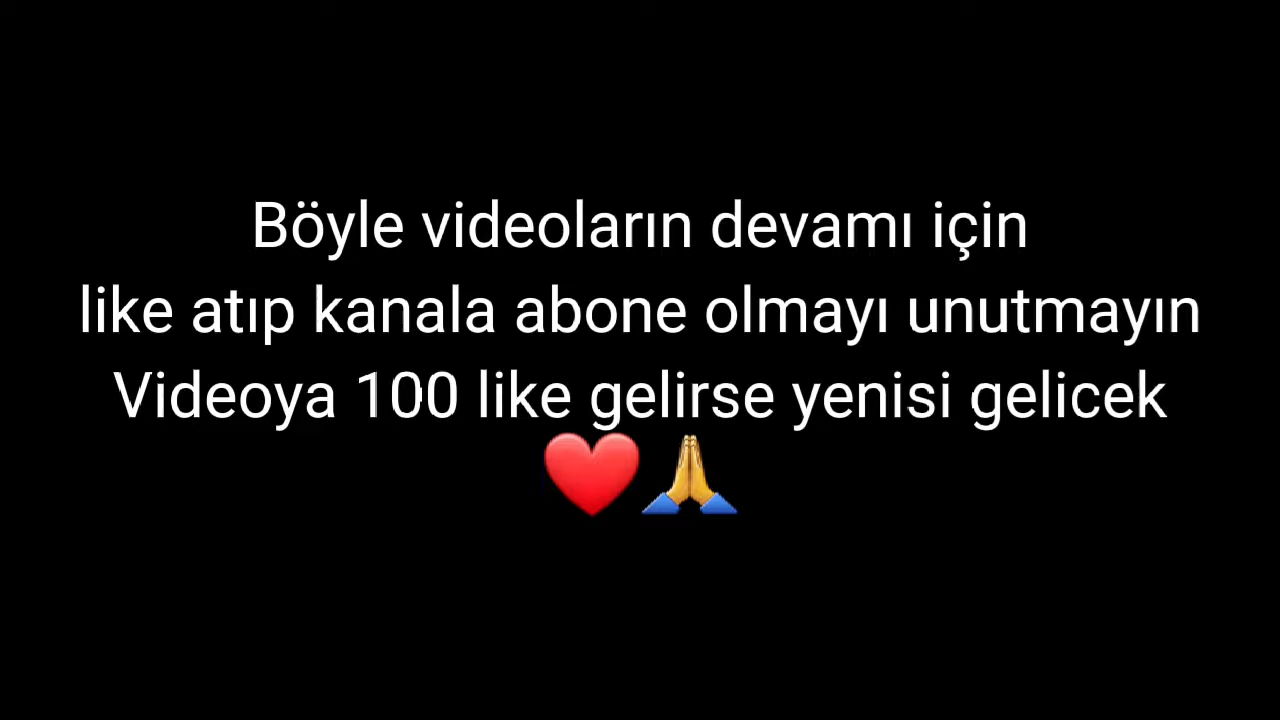 Böyle videoların devamı için
like atıp kanala abone olmayı unutmayın
Videoya 100 like gelirse yenisi gelicek
❤️🙏